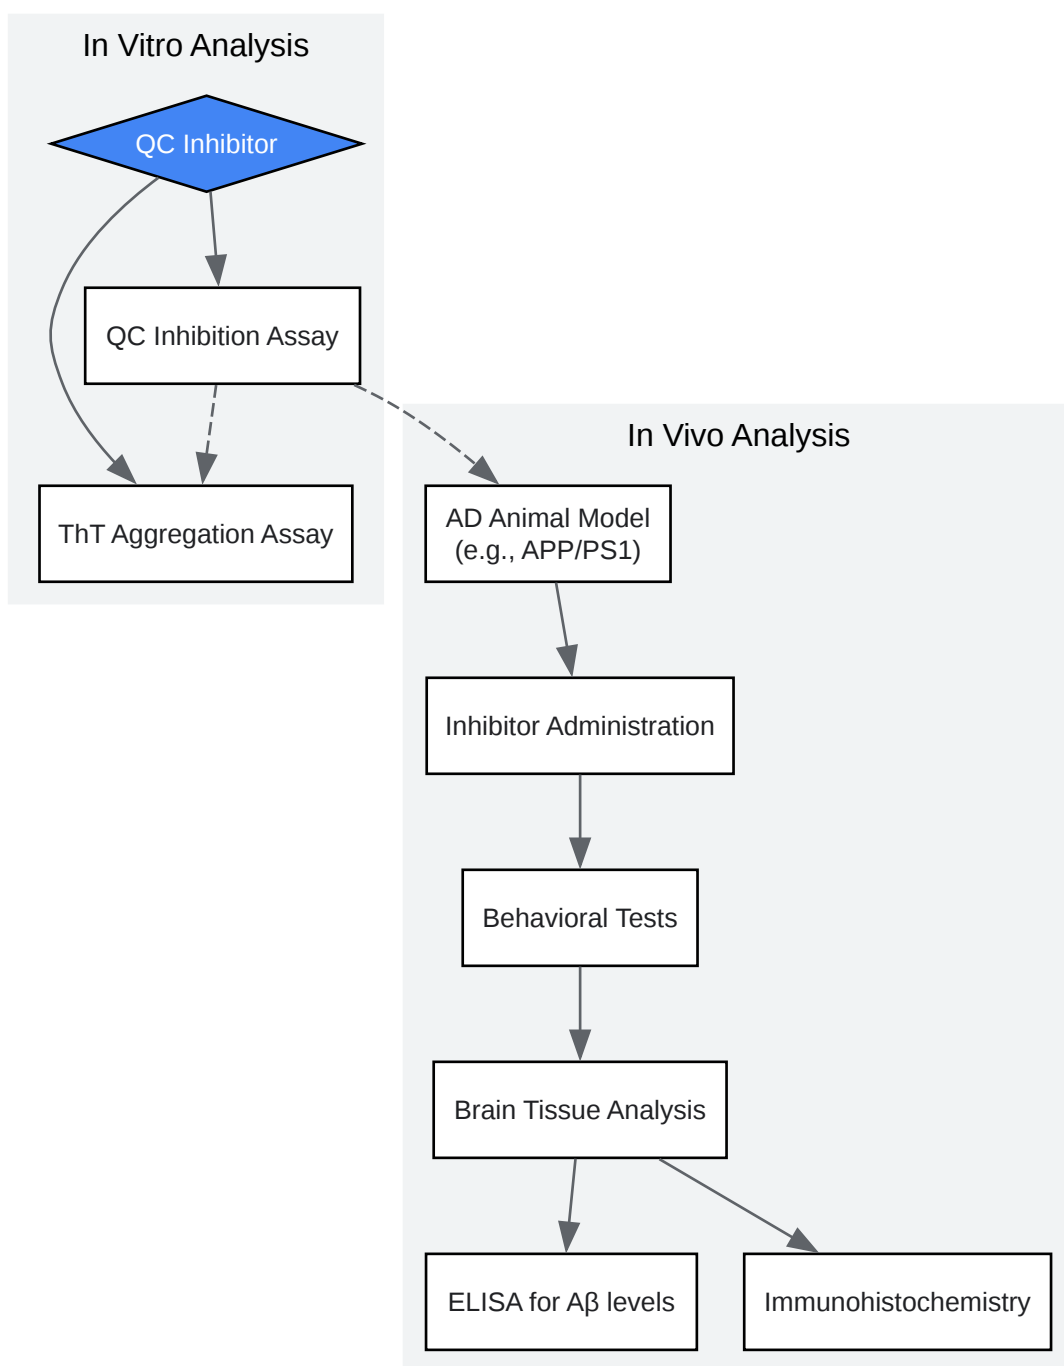 In Vitro Analysis
QC Inhibitor
QC Inhibition Assay
ThT Aggregation Assay
In Vivo Analysis
AD Animal Model
(e.g., APP/PS1)
Inhibitor Administration
Behavioral Tests
Brain Tissue Analysis
ELISA for Aβ levels
Immunohistochemistry